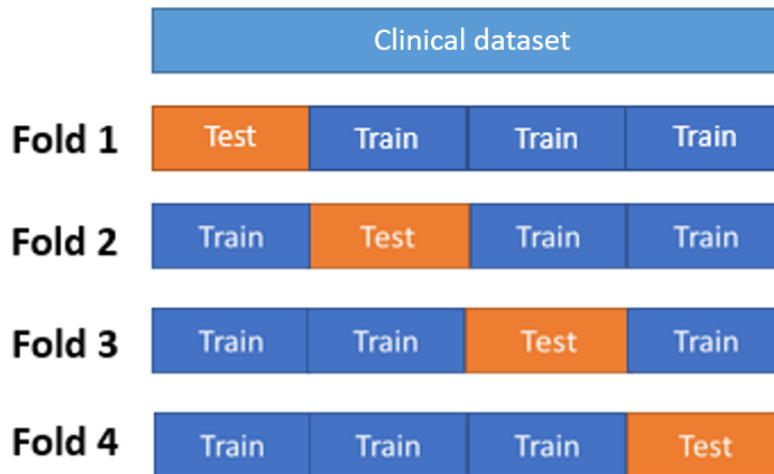 Clinical dataset
Fold 1 Test Train Train Train
Fold 2 Train Test Train Train
Fold 3 Train Train Test Train
Fold 4 Train Train Train Test